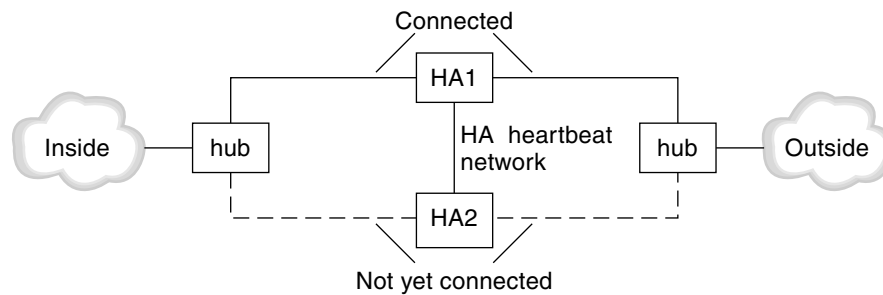 Connected
HA1
Inside
hub
HA heartbeat
network
hub
Outside
HA2
Not yet connected